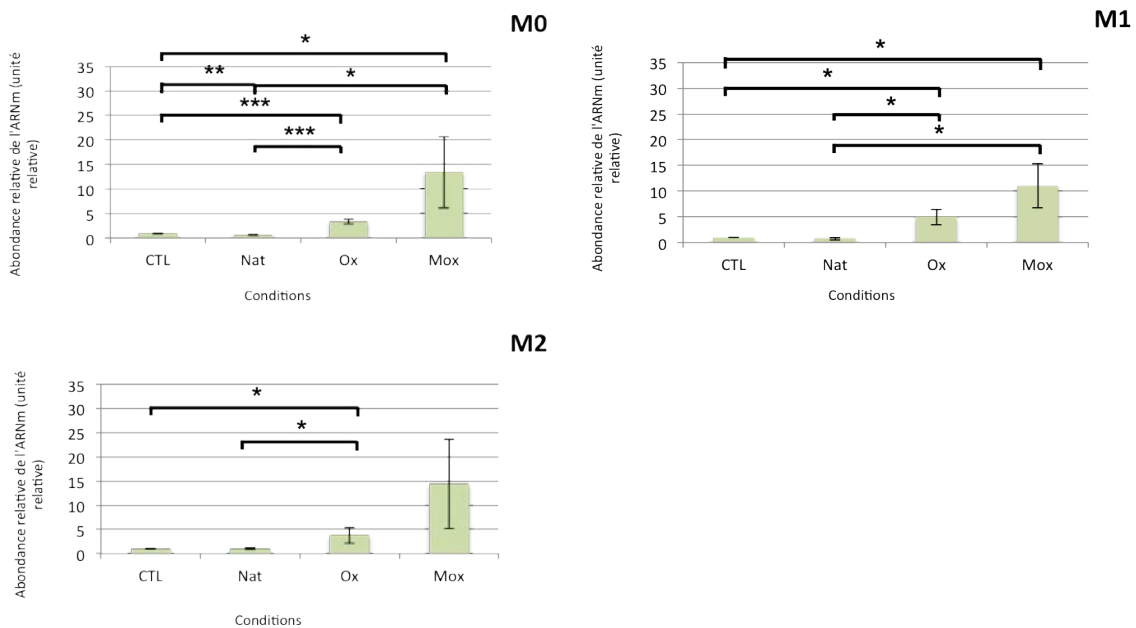 M0
Abondance relative de l'ARNm (unité
relative)
35
30
25
20
15
10
5
0
*
**
*
***
***
CTL Nat Ox Mox
Conditions
M1
Abondance relative de l'ARNm (unité
relative)
35
30
25
20
15
10
5
0
*
*
*
*
CTL Nat Ox Mox
Conditions
M2
Abondance relative de l'ARNm (unité
relative)
35
30
25
20
15
10
5
0
*
*
CTL Nat Ox Mox
Conditions